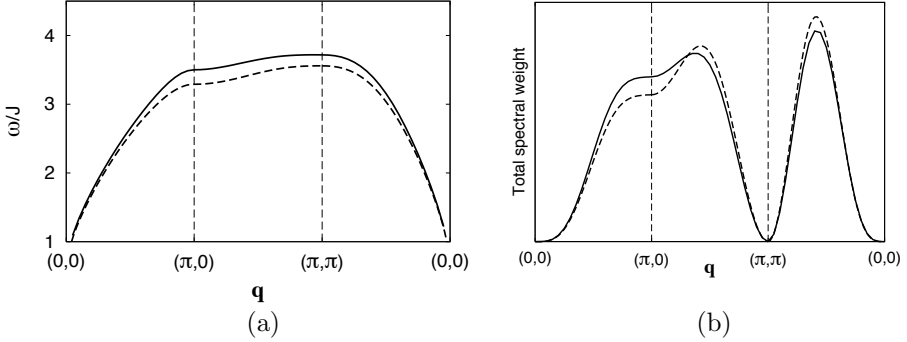 4
3
2
1
ω/J
(0,0)
(π,0)
(π,π)
(0,0)
q
(a)
Total spectral weight
(0,0)
(π,0)
(π,π)
(0,0)
q
(b)